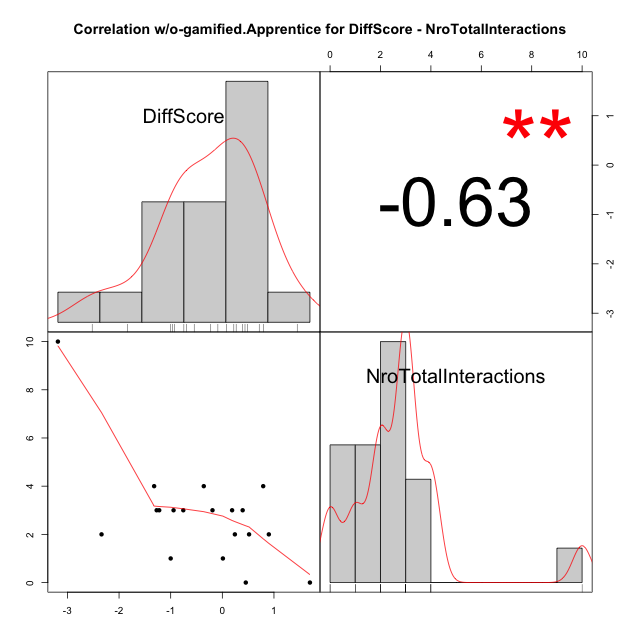 Correlation w/o-gamified.Apprentice for DiffScore - NroTotalInteractions
0 2 4 6 8 10
DiffScore
**
-0.63
1
0
-1
-2
-3
NroTotalInteractions
10
8
6
4
2
0
-3 -2 -1 0 1